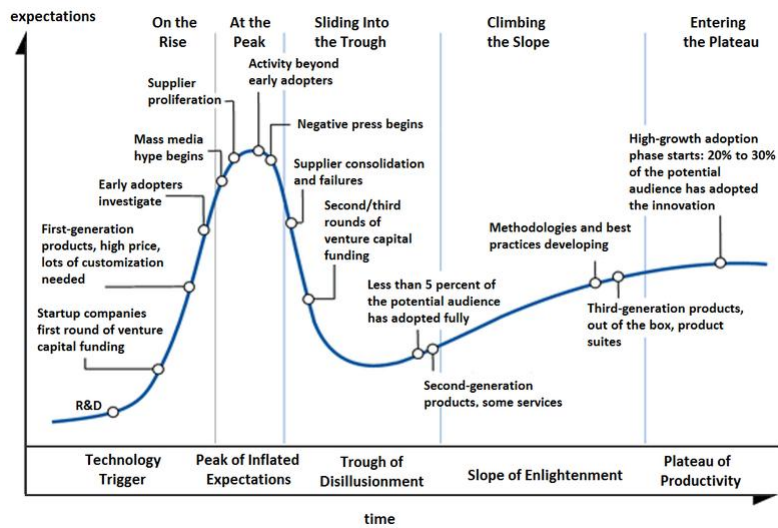 expectations
On the
Rise
At the
Peak
Sliding Into
the Trough
Climbing
the Slope
Entering
the Plateau
Activity beyond
early adopters
Supplier
proliferation
Negative press begins
Mass media
hype begins
High-growth adoption
phase starts: 20% to 30%
of the potential
audience has adopted
the innovation
Supplier consolidation
and failures
Early adopters
investigate
Second/third
rounds of
venture capital
funding
Methodologies and best
practices developing
First-generation
products, high price,
lots of customization
needed
Less than 5 percent of
the potential audience
has adopted fully
Third-generation products,
out of the box, product
suites
Startup companies
first round of venture
capital funding
Second-generation
products, some services
R&D
Technology
Trigger
Peak of Inflated
Expectations
Trough of
Disillusionment
Slope of Enlightenment
Plateau of
Productivity
time